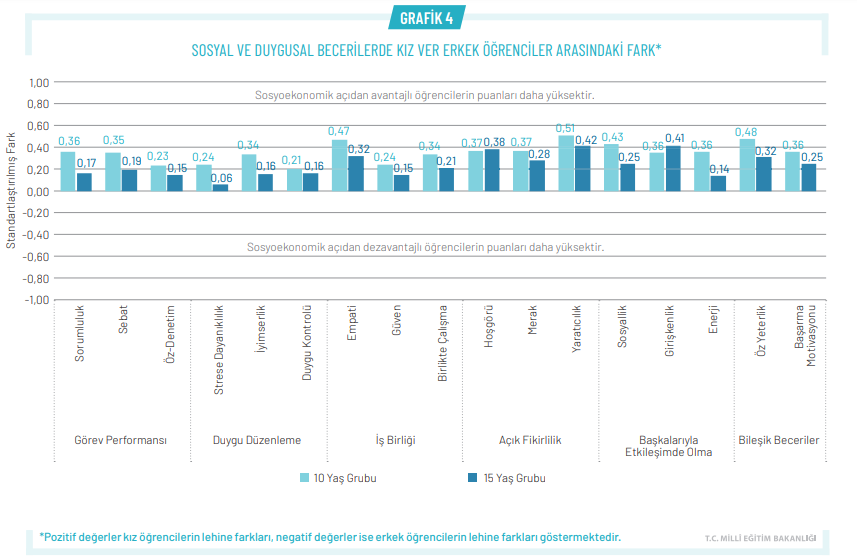 GRAFİK 4
SOSYAL VE DUYGUSAL BECERİLERDE KIZ VER ERKEK ÖĞRENCİLER ARASINDAKİ FARK*
Standartlaştırılmış Fark
1,00
0,80
0,60
0,40
0,20
0,00
-0,20
-0,40
-0,60
-0,80
-1,00
Sosyoekonomik açıdan avantajlı öğrencilerin puanları daha yüksektir.
0,36 0,17 0,35 0,19 0,23 0,15 0,24 0,06 0,34 0,16 0,21 0,16 0,47 0,32 0,24 0,15 0,34 0,21 0,37 0,38 0,37 0,28 0,51 0,42 0,43 0,25 0,36 0,41 0,36 0,14 0,48 0,32 0,36 0,25
Sosyoekonomik açıdan dezavantajlı öğrencilerin puanları daha yüksektir.
Sorumluluk
Sebat
Öz-Denetim
Strese Dayanıklılık
İyimserlik
Duygu Kontrolü
Empati
Güven
Birlikte Çalışma
Hoşgörü
Merak
Yaratıcılık
Sosyallik
Girişkenlik
Enerji
Öz Yeterlik
Başarma
Motivasyonu
Görev Performansı
Duygu Düzenleme
İş Birliği
Açık Fikirlilik
Başkalarıyla
Etkileşimde Olma
Bileşik Beceriler
10 Yaş Grubu 15 Yaş Grubu
*Pozitif değerler kız öğrencilerin lehine farkları, negatif değerler ise erkek öğrencilerin lehine farkları göstermektedir.
T.C. MİLLİ EĞİTİM BAKANLIĞI